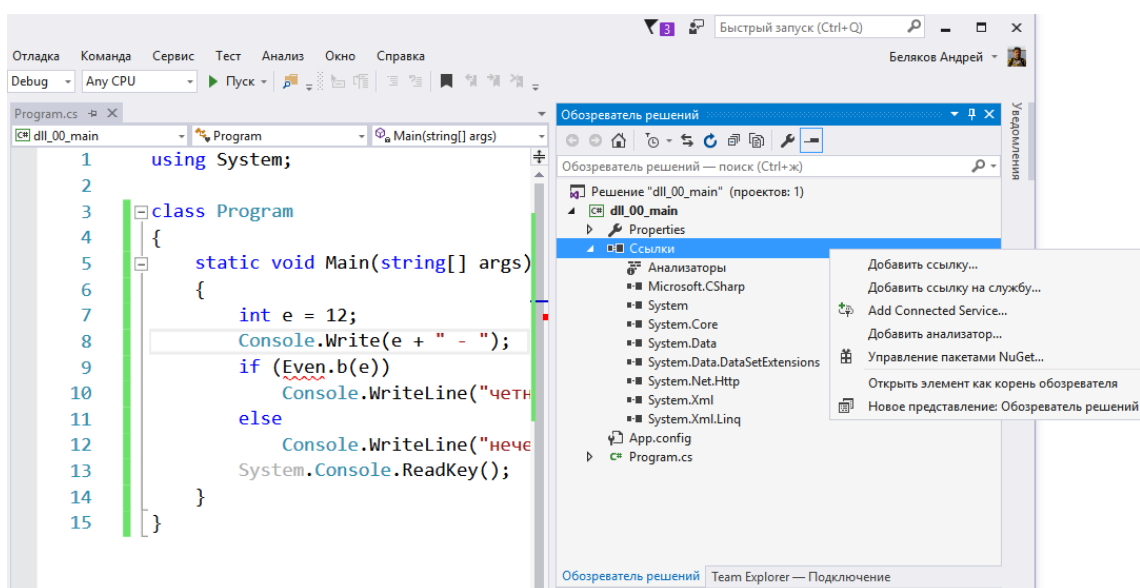 3 Быстрый запуск (Ctrl+Q)
Отладка Команда Сервис Тест Анализ Окно Справка Беляков Андрей
Debug Any CPU Пуск
Program.cs
C# dll_00_main Program Main(string[] args)
1 using System;
2
3 class Program
4 {
5 static void Main(string[] args)
6 {
7 int e = 12;
8 Console.Write(e + " - ");
9 if (Even.b(e))
10 Console.WriteLine("четн
11 else
12 Console.WriteLine("нече
13 System.Console.ReadKey();
14 }
15 }
Обозреватель решений
Обозреватель решений — поиск (Ctrl+ж)
Решение "dll_00_main" (проектов: 1)
C# dll_00_main
Properties
Ссылки
Анализаторы
Microsoft.CSharp
System
System.Core
System.Data
System.Data.DataSetExtensions
System.Net.Http
System.Xml
System.Xml.Linq
App.config
C# Program.cs
Добавить ссылку...
Добавить ссылку на службу...
Add Connected Service...
Добавить анализатор...
Управление пакетами NuGet...
Открыть элемент как корень обозревателя
Новое представление: Обозреватель решений
Обозреватель решений Team Explorer — Подключение
Уведомления